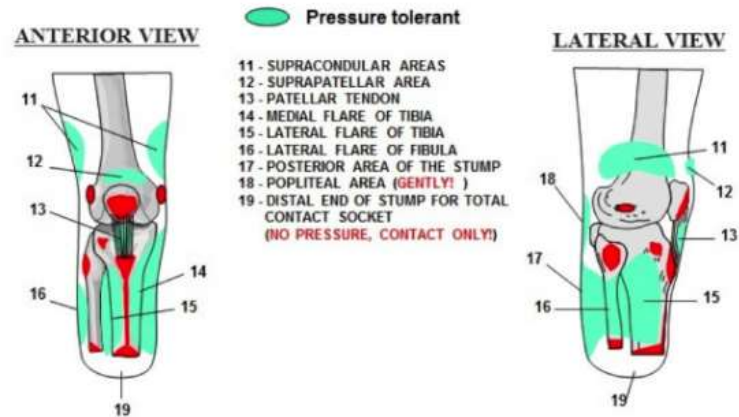 Pressure tolerant
ANTERIOR VIEW
LATERAL VIEW
11 - SUPRACONDULAR AREAS
12 - SUPRAPATELLAR AREA
13 - PATELLAR TENDON
14 - MEDIAL FLARE OF TIBIA
15 - LATERAL FLARE OF TIBIA
16 - LATERAL FLARE OF FIBULA
17 - POSTERIOR AREA OF THE STUMP
18 - POPLITEAL AREA (GENTLY! )
19 - DISTAL END OF STUMP FOR TOTAL
CONTACT SOCKET
(NO PRESSURE, CONTACT ONLY!)
11
12
13
14
16
15
19
11
12
18
13
17
16
15
19